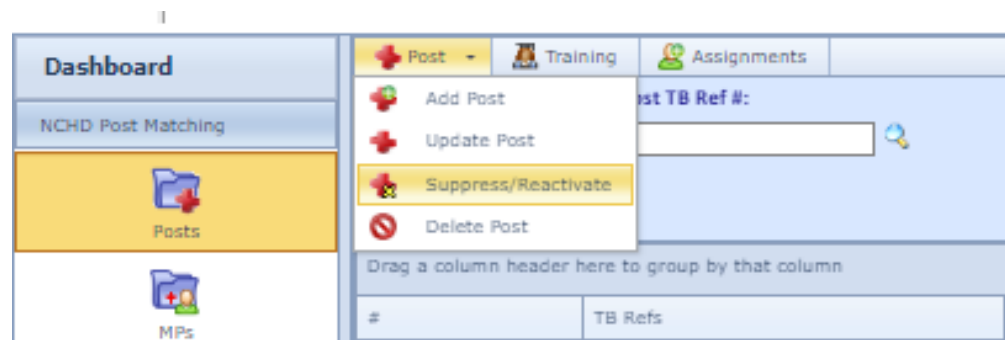 Dashboard
NCHD Post Matching
Posts
MPs
Post
Training
Assignments
Add Post
Update Post
Suppress/Reactivate
Delete Post
TB Ref #:
Drag a column header here to group by that column
#
TB Refs